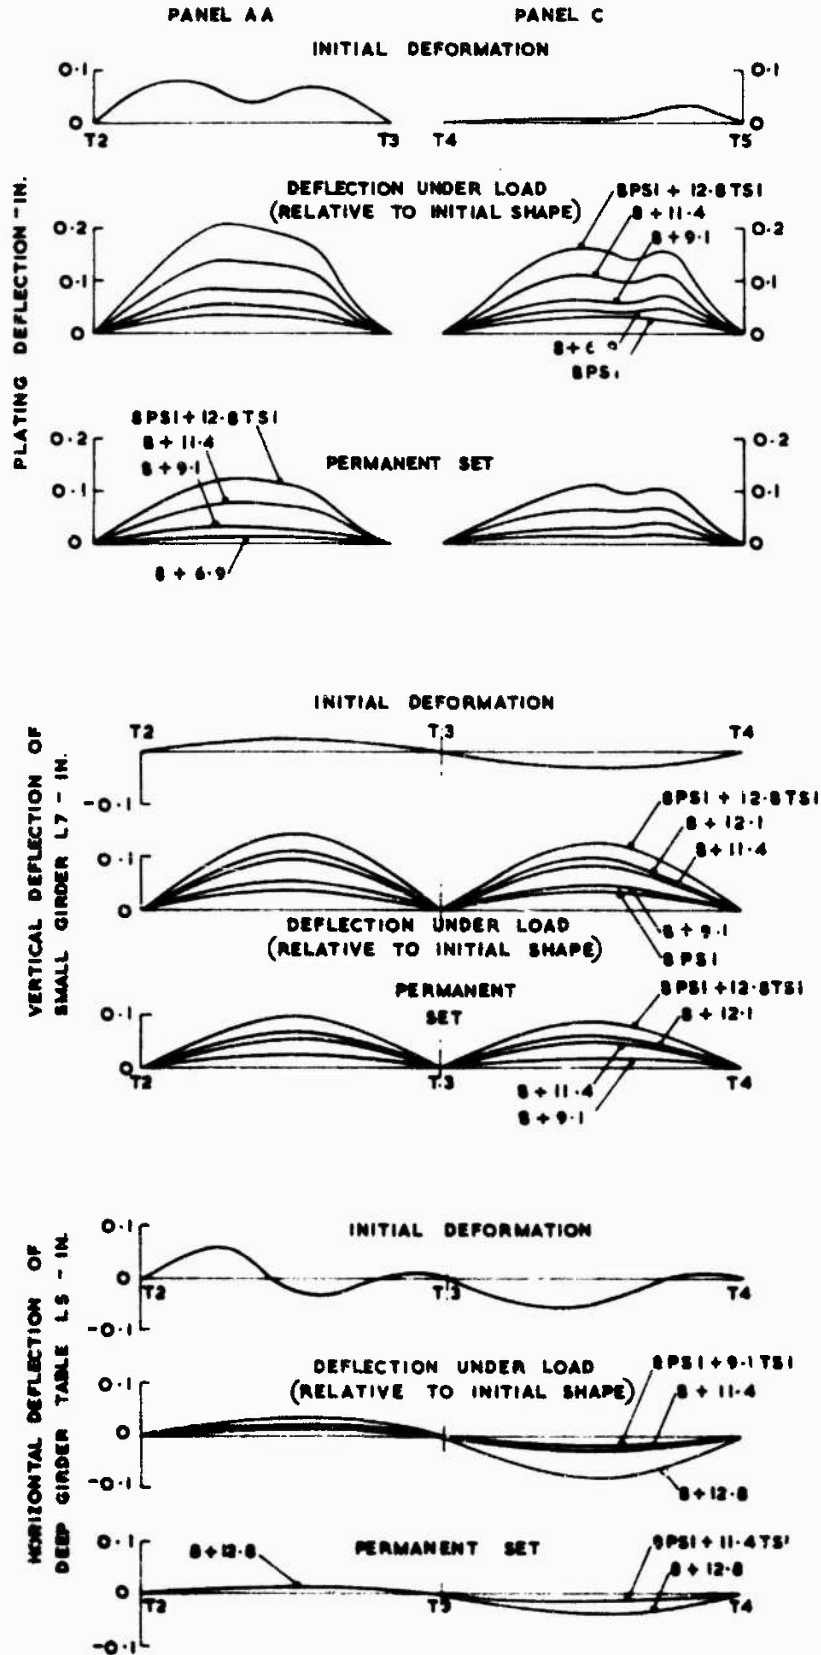 PANEL AA
PANEL C
INITIAL DEFORMATION
0·1
0
T2
T3
T4
T5
0·1
0
PLATING DEFLECTION - IN.
DEFLECTION UNDER LOAD
(RELATIVE TO INITIAL SHAPE)
8PSI + 12·8TSI
8 + 11·4
8 + 9·1
0·2
0·1
0
0·2
0·1
0
8PSI
8PSI + 12·8TSI
8 + 11·4
8 + 9·1
PERMANENT SET
0·2
0·1
0
0·2
0·1
0
8 + 6·9
VERTICAL DEFLECTION OF
SMALL GIRDER L7 - IN.
INITIAL DEFORMATION
T2
T3
T4
-0·1
8PSI + 12·8TSI
8 + 12·1
8 + 11·4
0·1
0
8 + 9·1
8PSI
DEFLECTION UNDER LOAD
(RELATIVE TO INITIAL SHAPE)
PERMANENT
SET
8PSI + 12·8TSI
8 + 12·1
0·1
0
T2
T3
T4
8 + 11·4
8 + 9·1
HORIZONTAL DEFLECTION OF
DEEP GIRDER TABLE L5 - IN.
INITIAL DEFORMATION
0·1
0
-0·1
T2
T3
T4
DEFLECTION UNDER LOAD
(RELATIVE TO INITIAL SHAPE)
8PSI + 9·1TSI
8 + 11·4
0·1
0
-0·1
8 + 12·8
PERMANENT SET
8 + 12·8
8 + 12·8
0·1
0
-0·1
T2
T3
T4